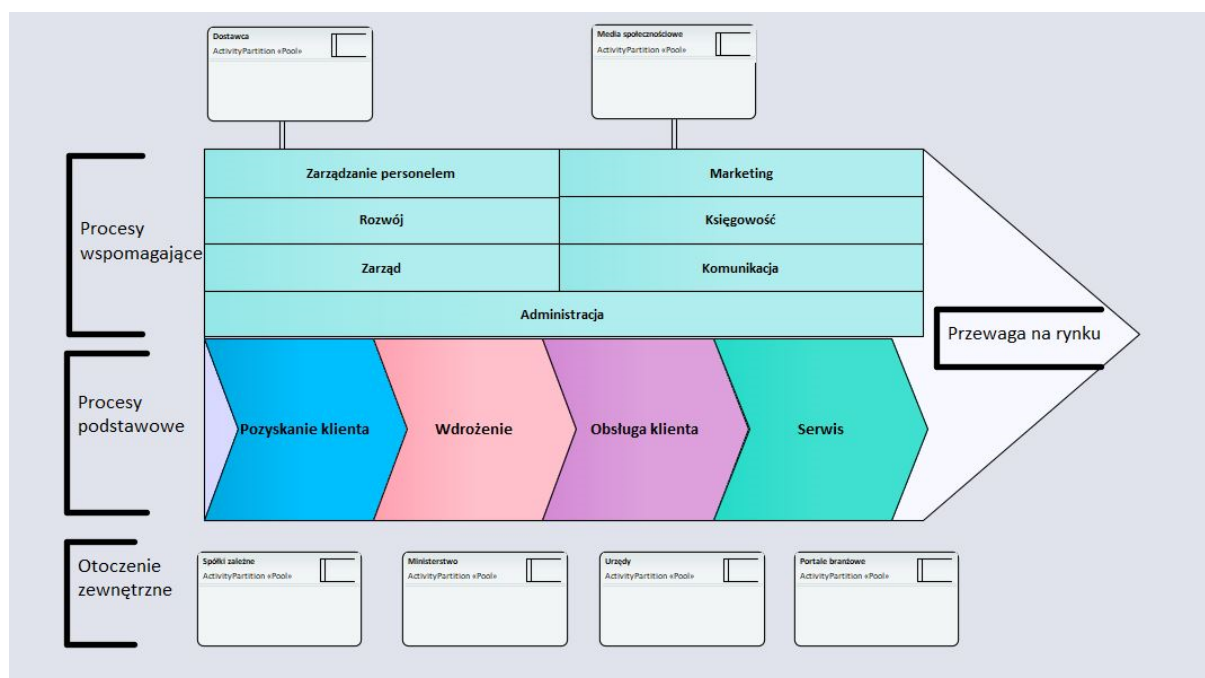 Dostawca
ActivityPartition «Pool»
Media społecznościowe
ActivityPartition «Pool»
Procesy
wspomagające
Zarządzanie personelem
Marketing
Rozwój
Księgowość
Zarząd
Komunikacja
Administracja
Przewaga na rynku
Procesy
podstawowe
Pozyskanie klienta
Wdrożenie
Obsługa klienta
Serwis
Otoczenie
zewnętrzne
Spółki zależne
ActivityPartition «Pool»
Ministerstwo
ActivityPartition «Pool»
Urzędy
ActivityPartition «Pool»
Portale branżowe
ActivityPartition «Pool»